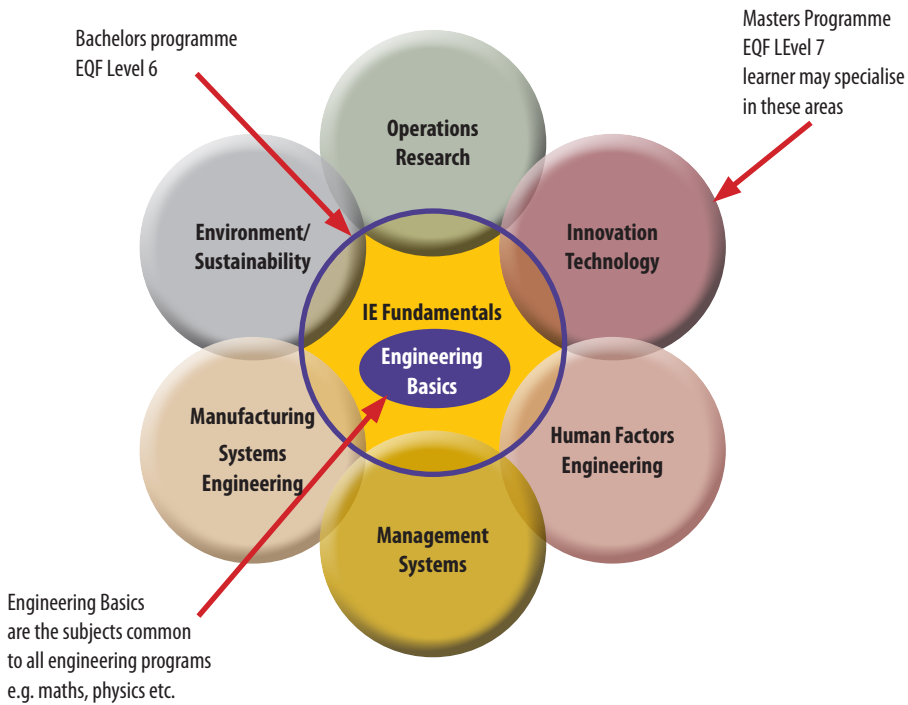 Bachelors programme
EQF Level 6
Masters Programme
EQF LEvel 7
learner may specialise
in these areas
Operations
Research
Environment/
Sustainability
Innovation
Technology
IE Fundamentals
Engineering
Basics
Manufacturing
Systems
Engineering
Human Factors
Engineering
Management
Systems
Engineering Basics
are the subjects common
to all engineering programs
e.g. maths, physics etc.